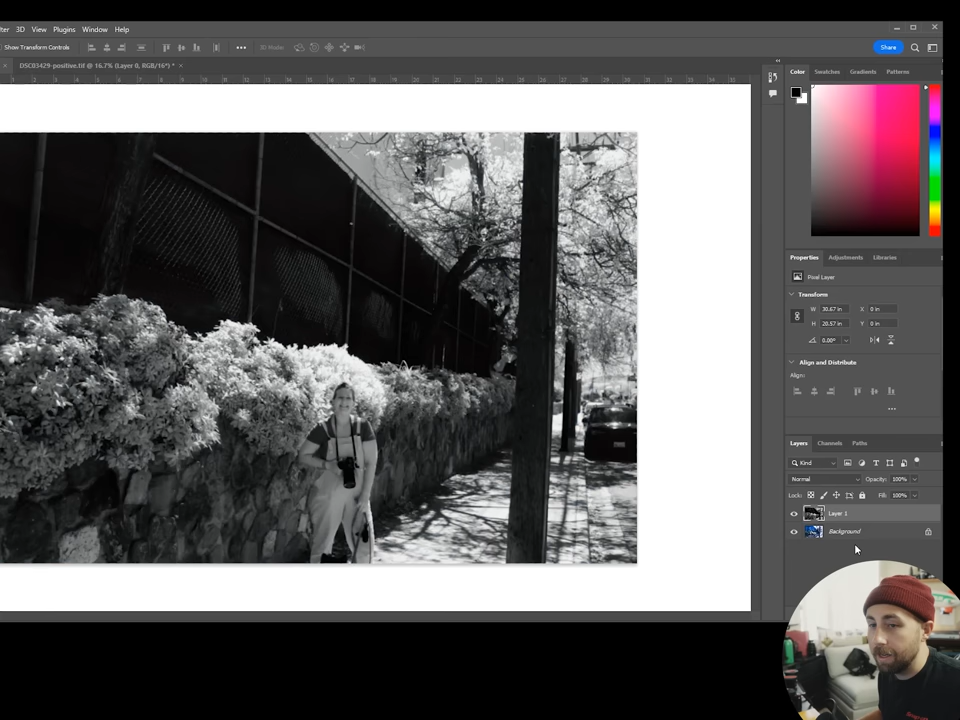 ter 3D View Plugins Window Help
Show Transform Controls
3D Mode:
Share
DSC03429-positive.tif @ 16.7% (Layer 0, RGB/16*) * ×
Color Swatches Gradients Patterns
Properties Adjustments Libraries
Pixel Layer
Transform
W 30.67 in X 0 in
H 20.57 in Y 0 in
0.00°
Align and Distribute
Align:
Layers Channels Paths
Kind
Normal Opacity: 100%
Lock: Fill: 100%
Layer 1
Background